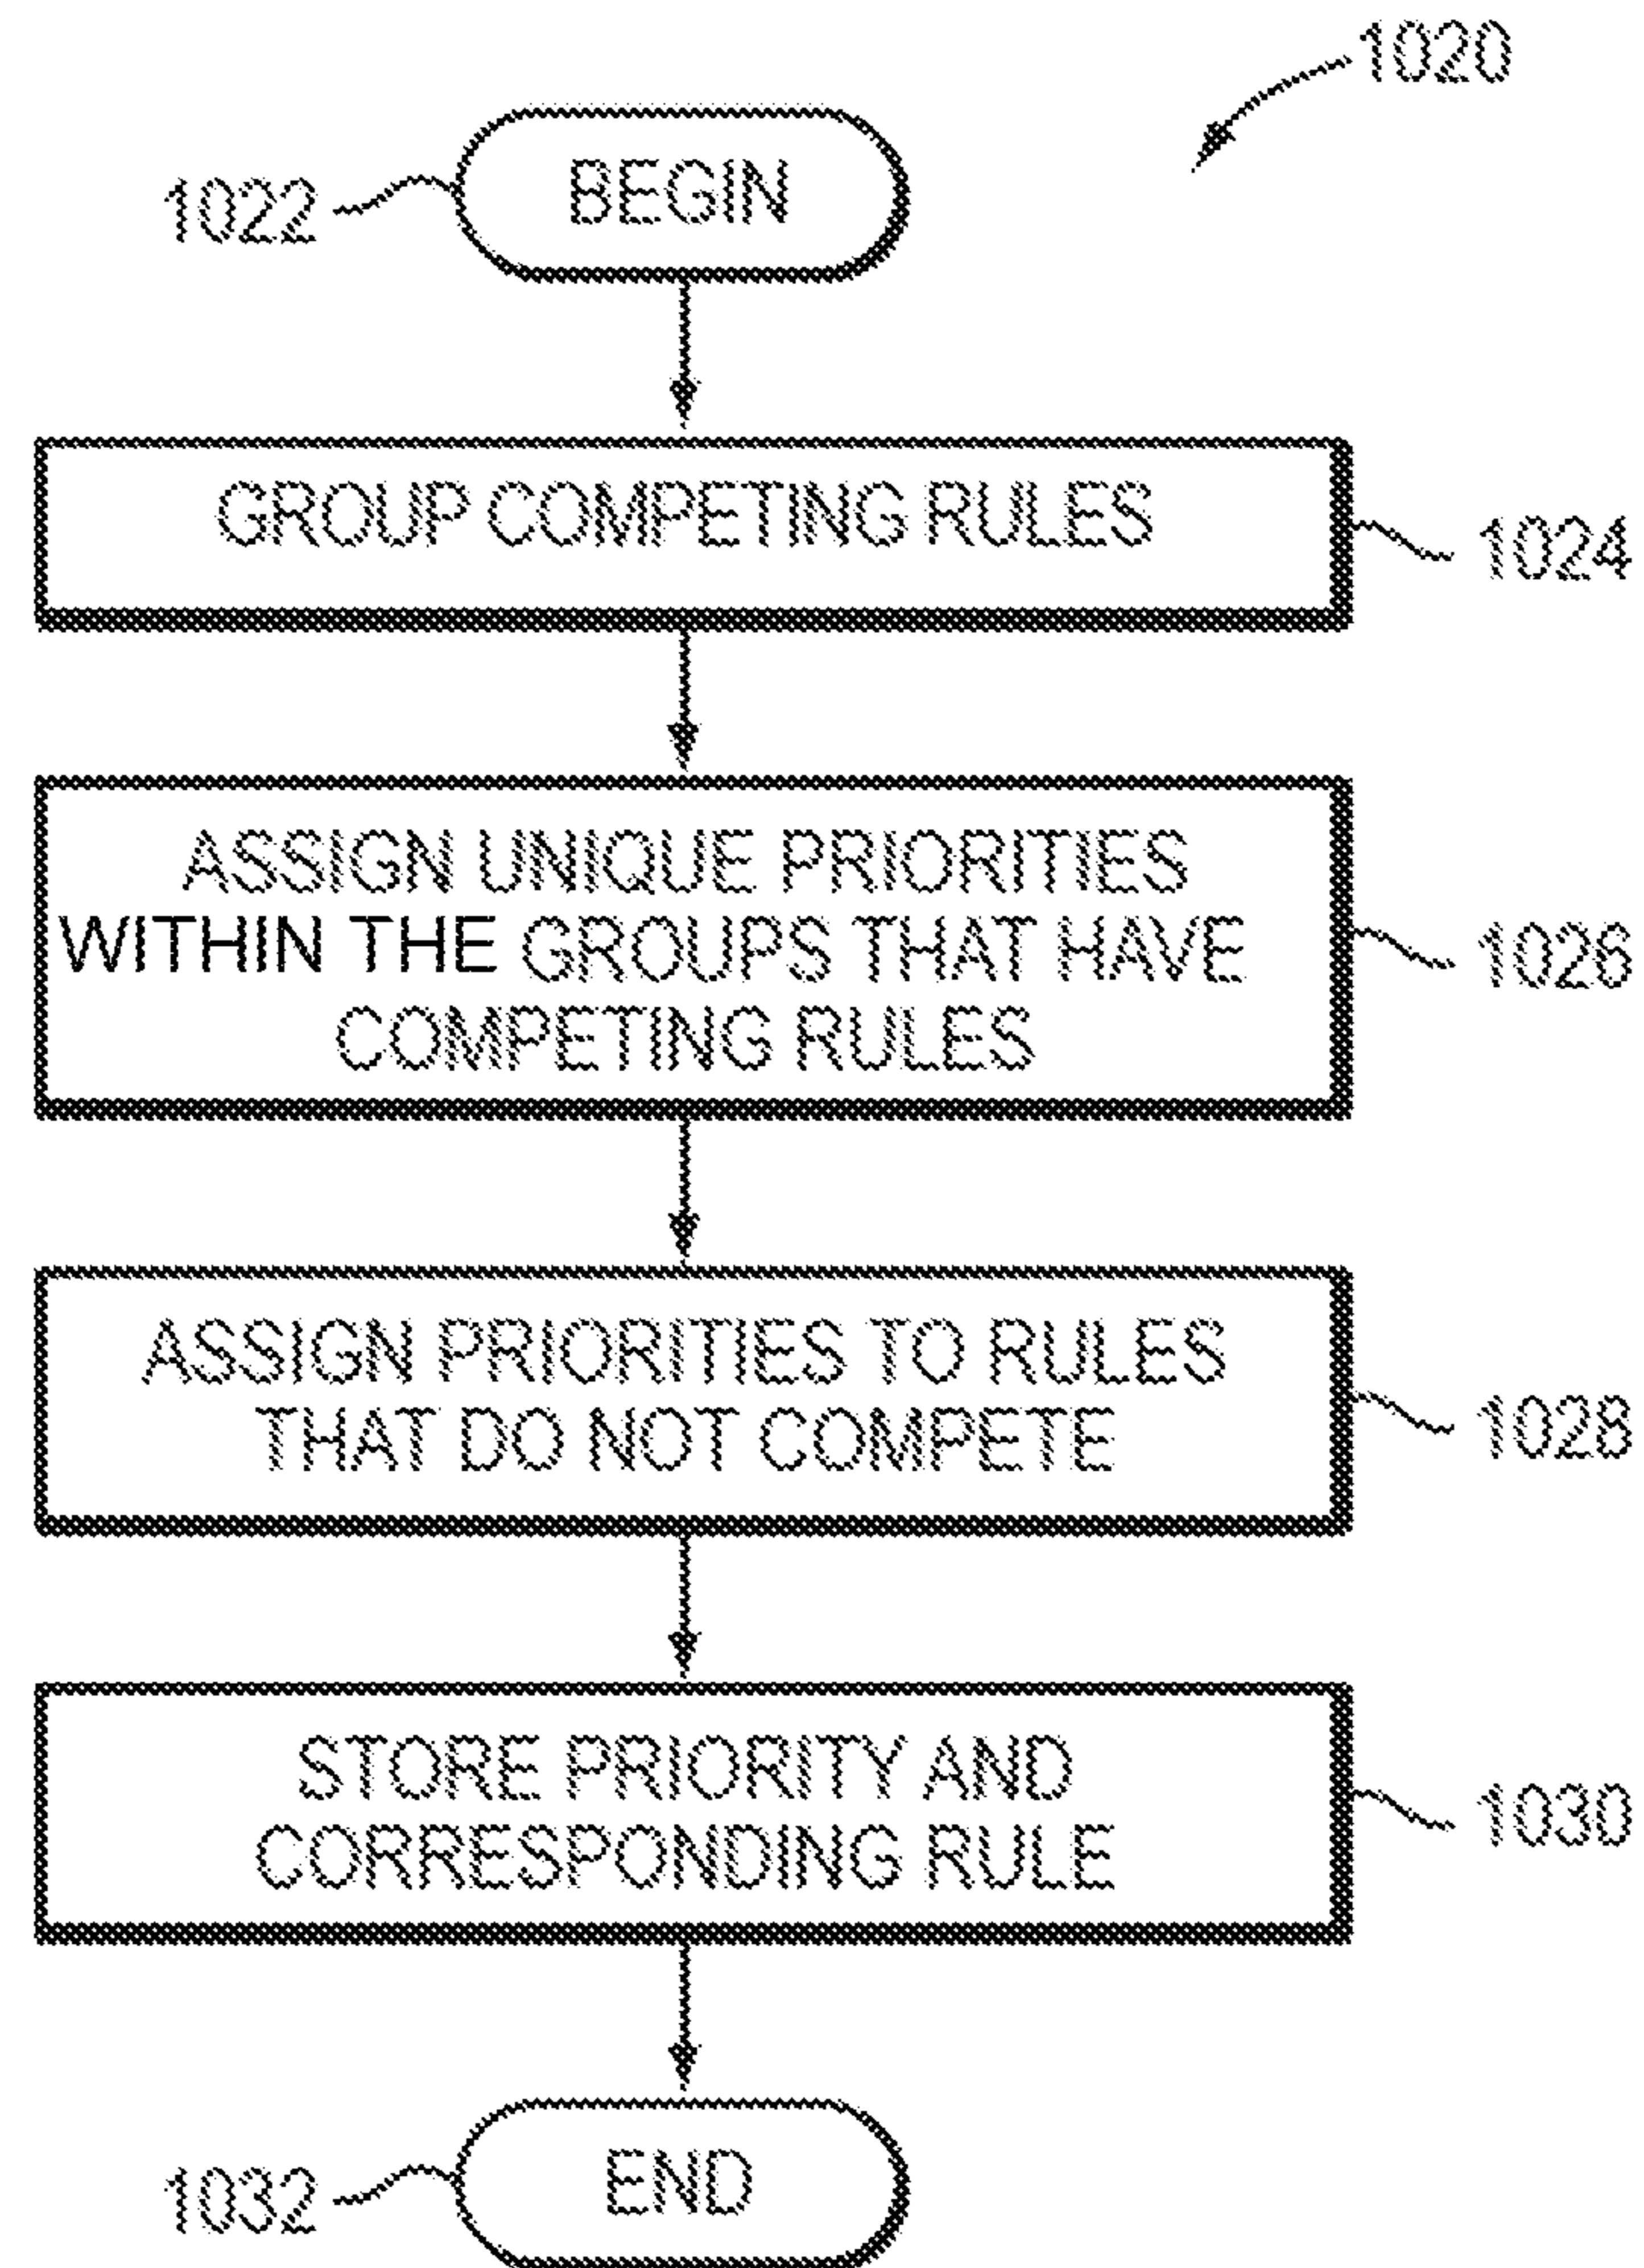 1020
BEGIN
1022
GROUP COMPETING RULES
1024
ASSIGN UNIQUE PRIORITIES
WITHIN THE GROUPS THAT HAVE
COMPETING RULES
1026
ASSIGN PRIORITIES TO RULES
THAT DO NOT COMPETE
1028
STORE PRIORITY AND
CORRESPONDING RULE
1030
END
1032